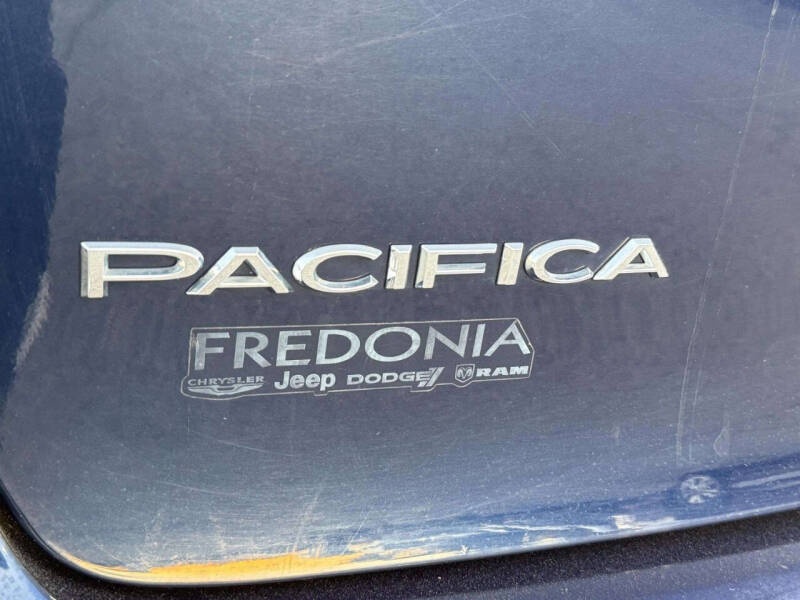 PACIFICA
FREDONIA
CHRYSLER Jeep DODGE RAM